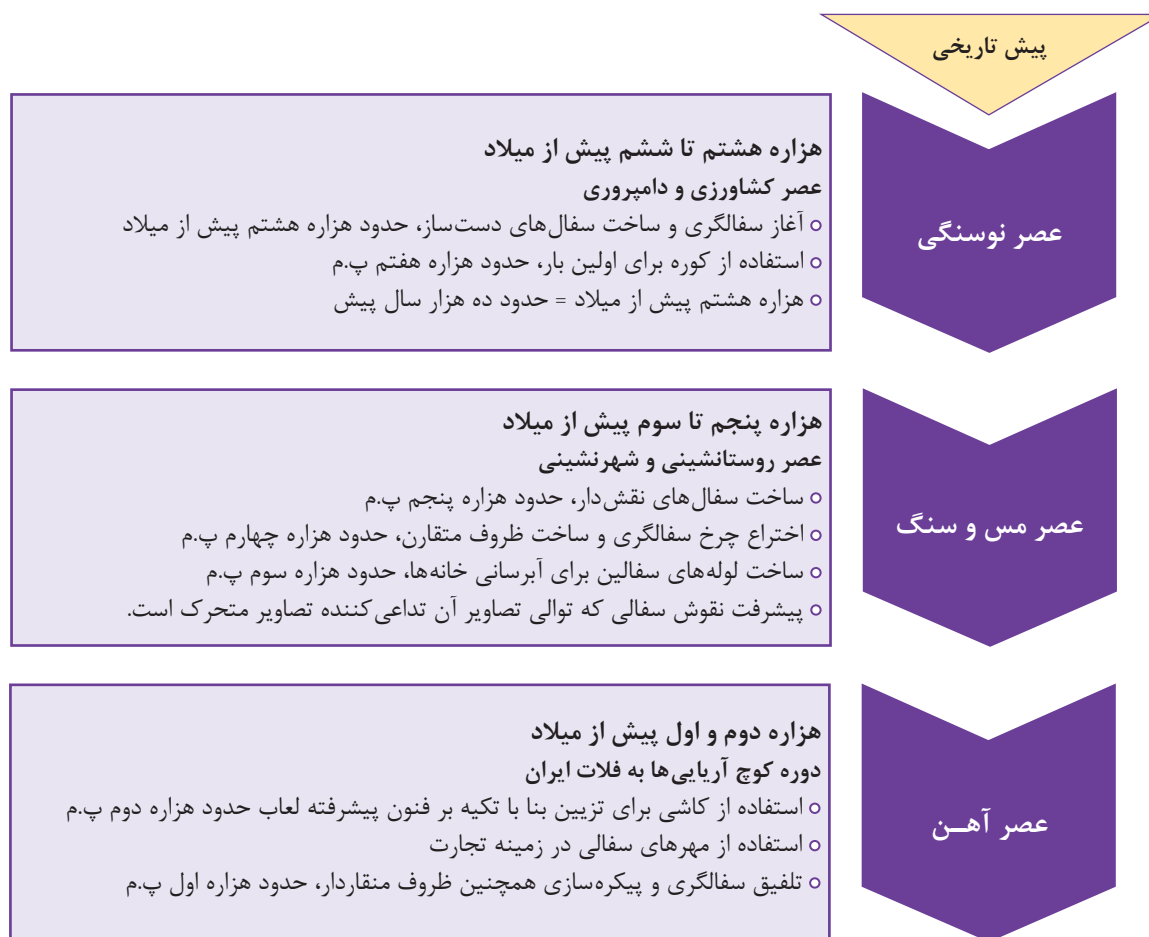 پیش تاریخی
عصر نوسنگی
هزاره هشتم تا ششم پیش از میلاد
عصر کشاورزی و دامپروری
○ آغاز سفالگری و ساخت سفال‌های دست‌ساز، حدود هزاره هشتم پیش از میلاد
○ استفاده از کوره برای اولین بار، حدود هزاره هفتم پ.م
○ هزاره هشتم پیش از میلاد = حدود ده هزار سال پیش
عصر مس و سنگ
هزاره پنجم تا سوم پیش از میلاد
عصر روستانشینی و شهرنشینی
○ ساخت سفال‌های نقش‌دار، حدود هزاره پنجم پ.م
○ اختراع چرخ سفالگری و ساخت ظروف متقارن، حدود هزاره چهارم پ.م
○ ساخت لوله‌های سفالین برای آبرسانی خانه‌ها، حدود هزاره سوم پ.م
○ پیشرفت نقوش سفالی که توالی تصاویر آن تداعی‌کننده تصاویر متحرک است.
عصر آهــن
هزاره دوم و اول پیش از میلاد
دوره کوچ آریایی‌ها به فلات ایران
○ استفاده از کاشی برای تزیین بنا با تکیه بر فنون پیشرفته لعاب حدود هزاره دوم پ.م
○ استفاده از مهرهای سفالی در زمینه تجارت
○ تلفیق سفالگری و پیکره‌سازی همچنین ظروف منقاردار، حدود هزاره اول پ.م